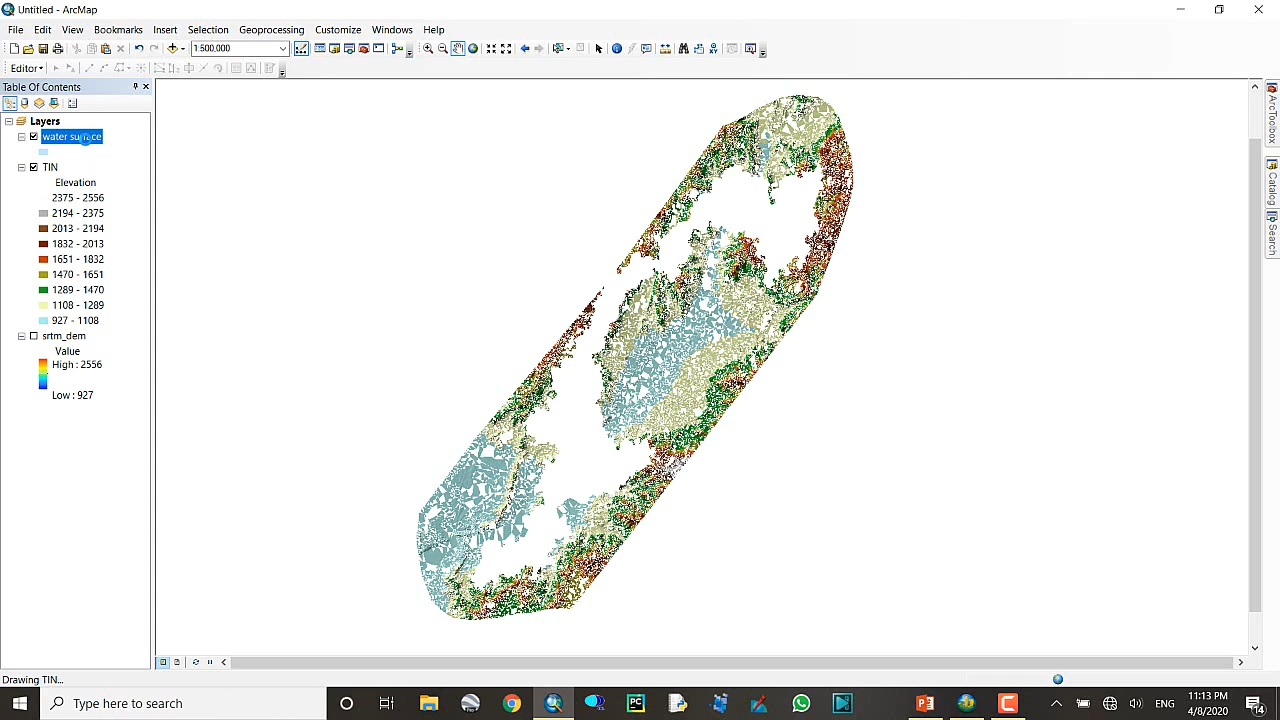 Untitled - ArcMap
File Edit View Bookmarks Insert Selection Geoprocessing Customize Windows Help
1:500,000
Editor
Table Of Contents
Layers
water surface
TIN
Elevation
2375 - 2556
2194 - 2375
2013 - 2194
1832 - 2013
1651 - 1832
1470 - 1651
1289 - 1470
1108 - 1289
927 - 1108
srtm_dem
Value
High : 2556
Low : 927
ArcToolbox
Catalog
Search
Drawing TIN...
Type here to search
PC
ENG
11:13 PM
4/8/2020
14